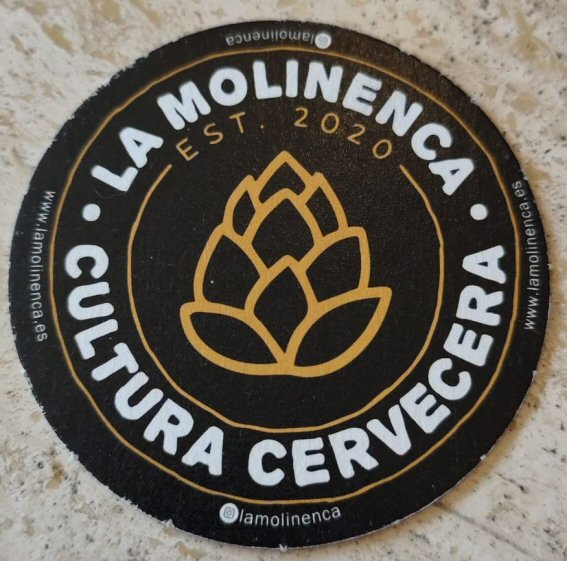 lamolinenca
LA MOLINENCA
EST. 2020
www.lamolinenca.es
www.lamolinenca.es
CULTURA CERVECERA
lamolinenca